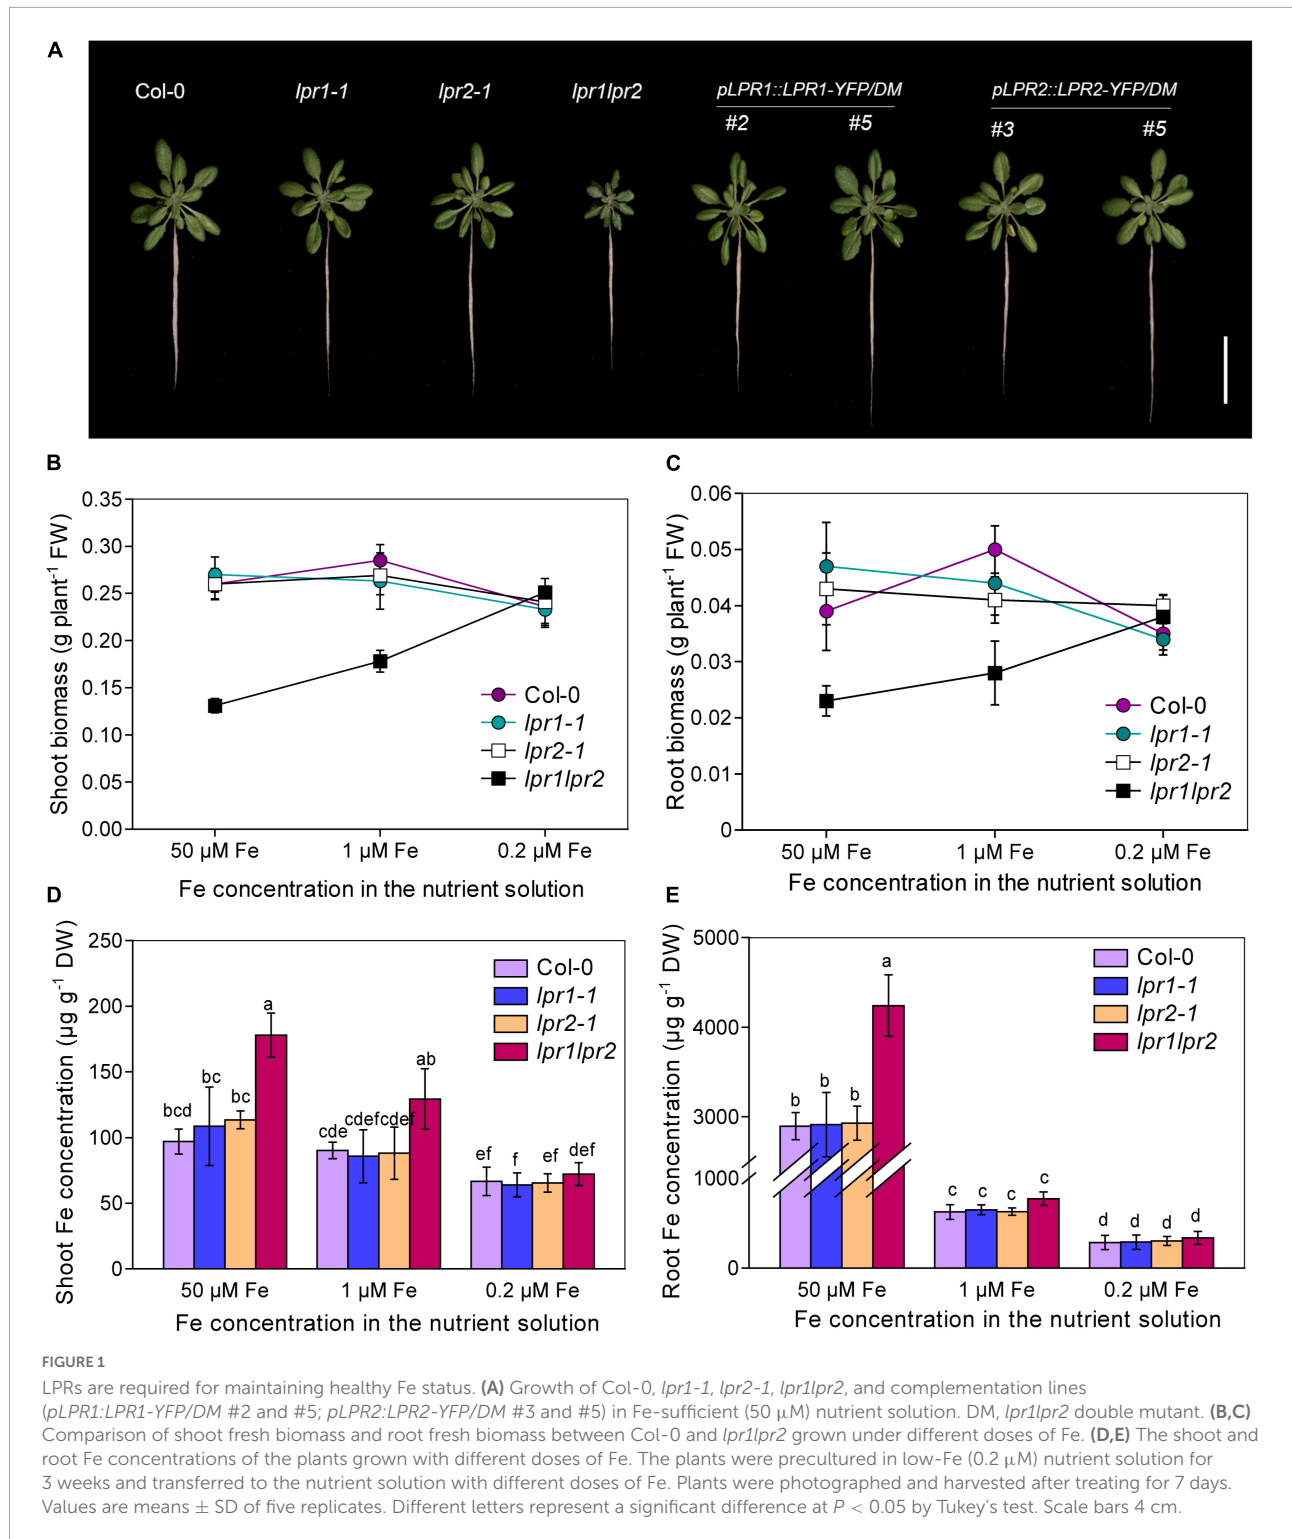 A
Col-0 lpr1-1 lpr2-1 lpr1lpr2 pLPR1::LPR1-YFP/DM pLPR2::LPR2-YFP/DM
#2 #5 #3 #5
B
0.35
0.30
0.25
0.20
0.15
0.10
0.05
0.00
Shoot biomass (g plant-1 FW)
Col-0
lpr1-1
lpr2-1
lpr1lpr2
50 µM Fe 1 µM Fe 0.2 µM Fe
Fe concentration in the nutrient solution
C
0.06
0.05
0.04
0.03
0.02
0.01
0
Root biomass (g plant-1 FW)
Col-0
lpr1-1
lpr2-1
lpr1lpr2
50 µM Fe 1 µM Fe 0.2 µM Fe
Fe concentration in the nutrient solution
D
250
200
150
100
50
0
Shoot Fe concentration (µg g-1 DW)
Col-0
lpr1-1
lpr2-1
lpr1lpr2
bcd bc bc a
cde cdef cdef ab
ef f ef def
50 µM Fe 1 µM Fe 0.2 µM Fe
Fe concentration in the nutrient solution
E
5000
4000
3000
1000
0
Root Fe concentration (µg g-1 DW)
Col-0
lpr1-1
lpr2-1
lpr1lpr2
b b b a
c c c c
d d d d
50 µM Fe 1 µM Fe 0.2 µM Fe
Fe concentration in the nutrient solution
FIGURE 1
LPRs are required for maintaining healthy Fe status. (A) Growth of Col-0, lpr1-1, lpr2-1, lpr1lpr2, and complementation lines
(pLPR1:LPR1-YFP/DM #2 and #5; pLPR2:LPR2-YFP/DM #3 and #5) in Fe-sufficient (50 µM) nutrient solution. DM, lpr1lpr2 double mutant. (B,C)
Comparison of shoot fresh biomass and root fresh biomass between Col-0 and lpr1lpr2 grown under different doses of Fe. (D,E) The shoot and
root Fe concentrations of the plants grown with different doses of Fe. The plants were precultured in low-Fe (0.2 µM) nutrient solution for
3 weeks and transferred to the nutrient solution with different doses of Fe. Plants were photographed and harvested after treating for 7 days.
Values are means ± SD of five replicates. Different letters represent a significant difference at P < 0.05 by Tukey's test. Scale bars 4 cm.